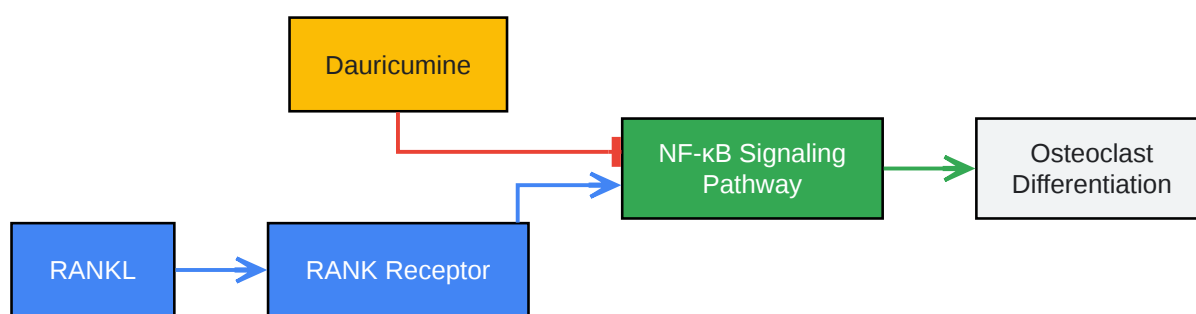 Dauricumine
NF-κB Signaling
Pathway
Osteoclast
Differentiation
RANKL
RANK Receptor